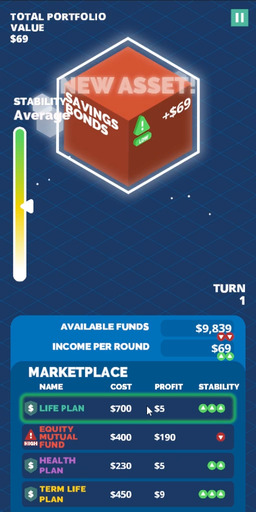 TOTAL PORTFOLIO
VALUE
$69
NEW ASSET!
STABILITY
Average
SAVINGS
BONDS
+$69
LOW
TURN
1
AVAILABLE FUNDS $9,839
INCOME PER ROUND $69
MARKETPLACE
NAME COST PROFIT STABILITY
LIFE PLAN $700 $5
EQUITY
MUTUAL
FUND $400 $190
HIGH
HEALTH
PLAN $230 $5
TERM LIFE
PLAN $450 $9